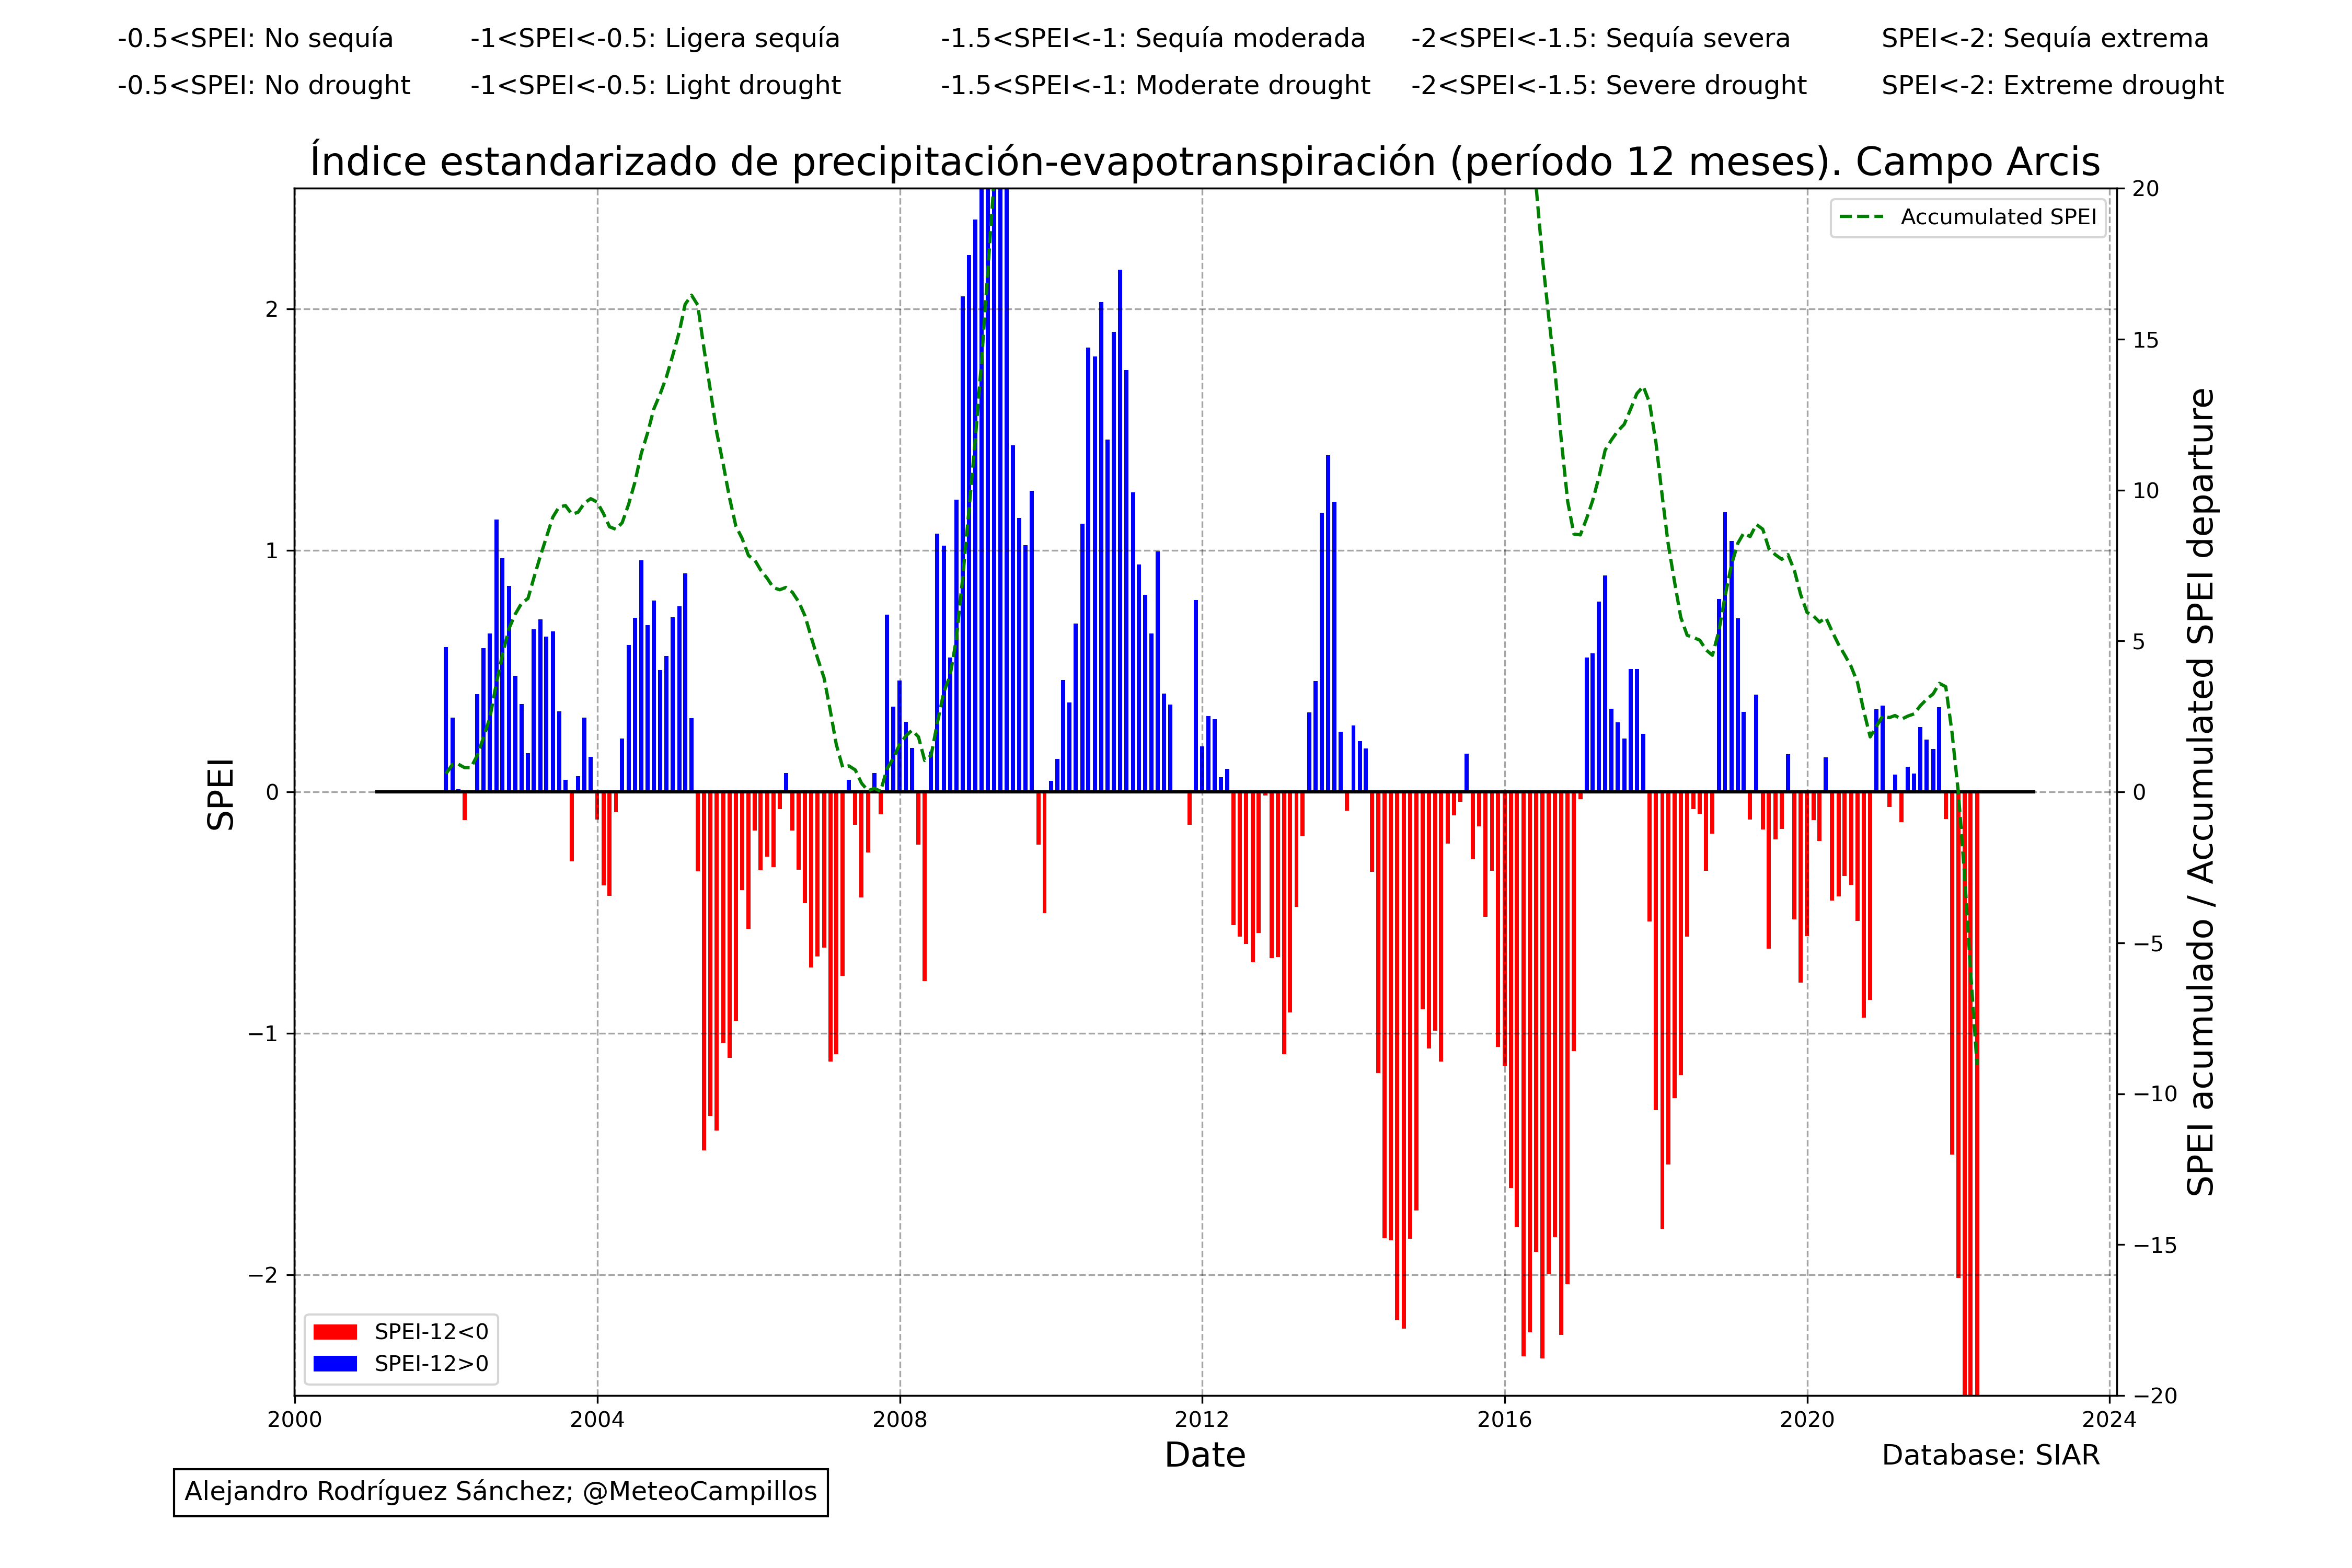 -0.5<SPEI: No sequía -1<SPEI<-0.5: Ligera sequía -1.5<SPEI<-1: Sequía moderada -2<SPEI<-1.5: Sequía severa SPEI<-2: Sequía extrema
-0.5<SPEI: No drought -1<SPEI<-0.5: Light drought -1.5<SPEI<-1: Moderate drought -2<SPEI<-1.5: Severe drought SPEI<-2: Extreme drought
Índice estandarizado de precipitación-evapotranspiración (período 12 meses). Campo Arcis
Accumulated SPEI
2
1
0
−1
−2
SPEI
20
15
10
5
0
−5
−10
−15
−20
SPEI acumulado / Accumulated SPEI departure
SPEI-12<0
SPEI-12>0
2000 2004 2008 2012 2016 2020 2024
Date
Database: SIAR
Alejandro Rodríguez Sánchez; @MeteoCampillos